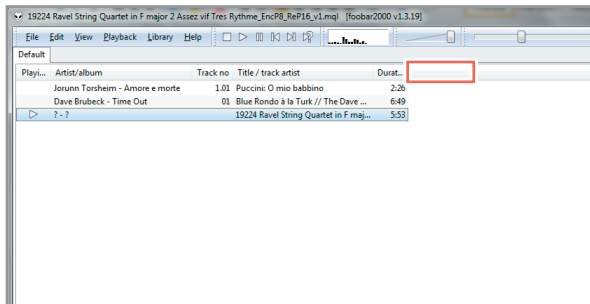 19224 Ravel String Quartet in F major 2 Assez vif Tres Rythme_EncP8_ReP16_v1.mql [foobar2000 v1.3.19]
File Edit View Playback Library Help
Default
Playi... Artist/album Track no Title / track artist Durat...
Jorunn Torsheim - Amore e morte 1.01 Puccini: O mio babbino 2:26
Dave Brubeck - Time Out 01 Blue Rondo à la Turk // The Dave ... 6:49
? - ? 19224 Ravel String Quartet in F maj... 5:53